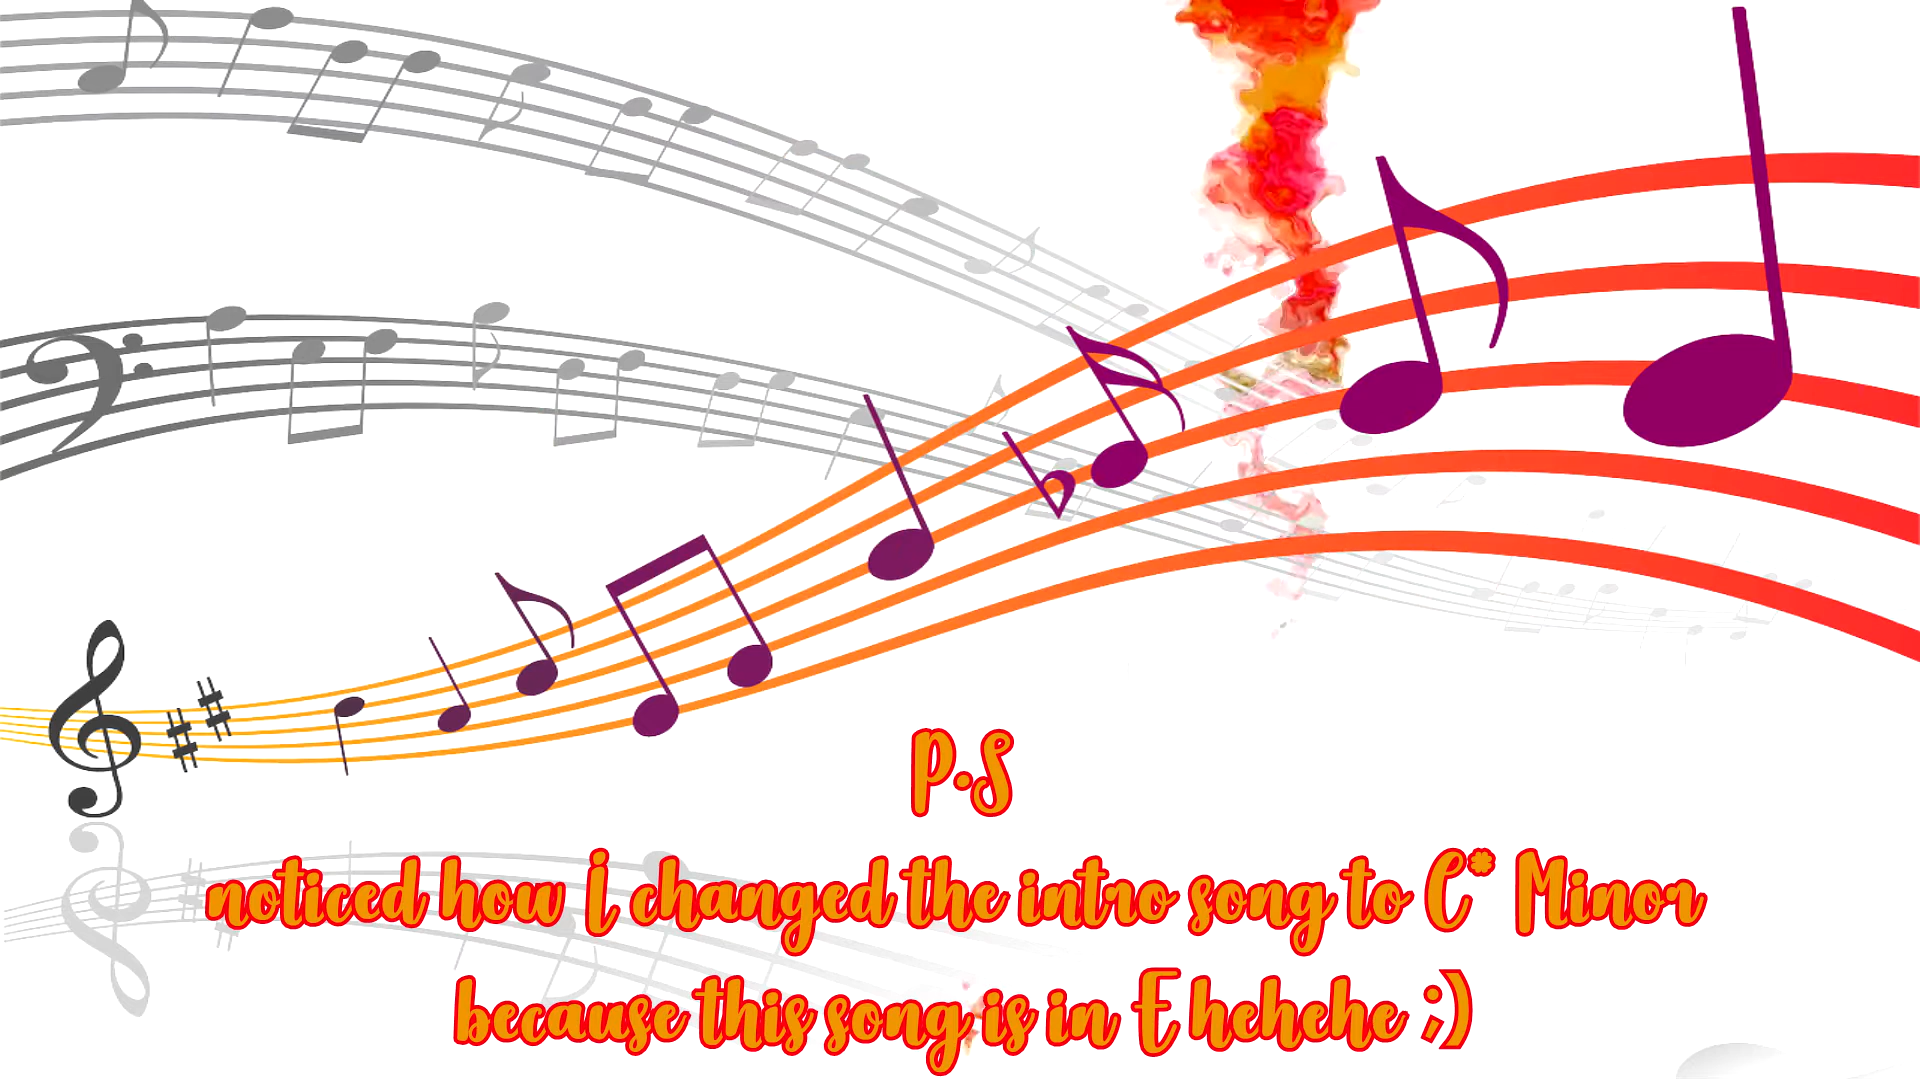 P.S
noticed how I changed the intro song to C* Minor
because this song is in E hehehe ;)